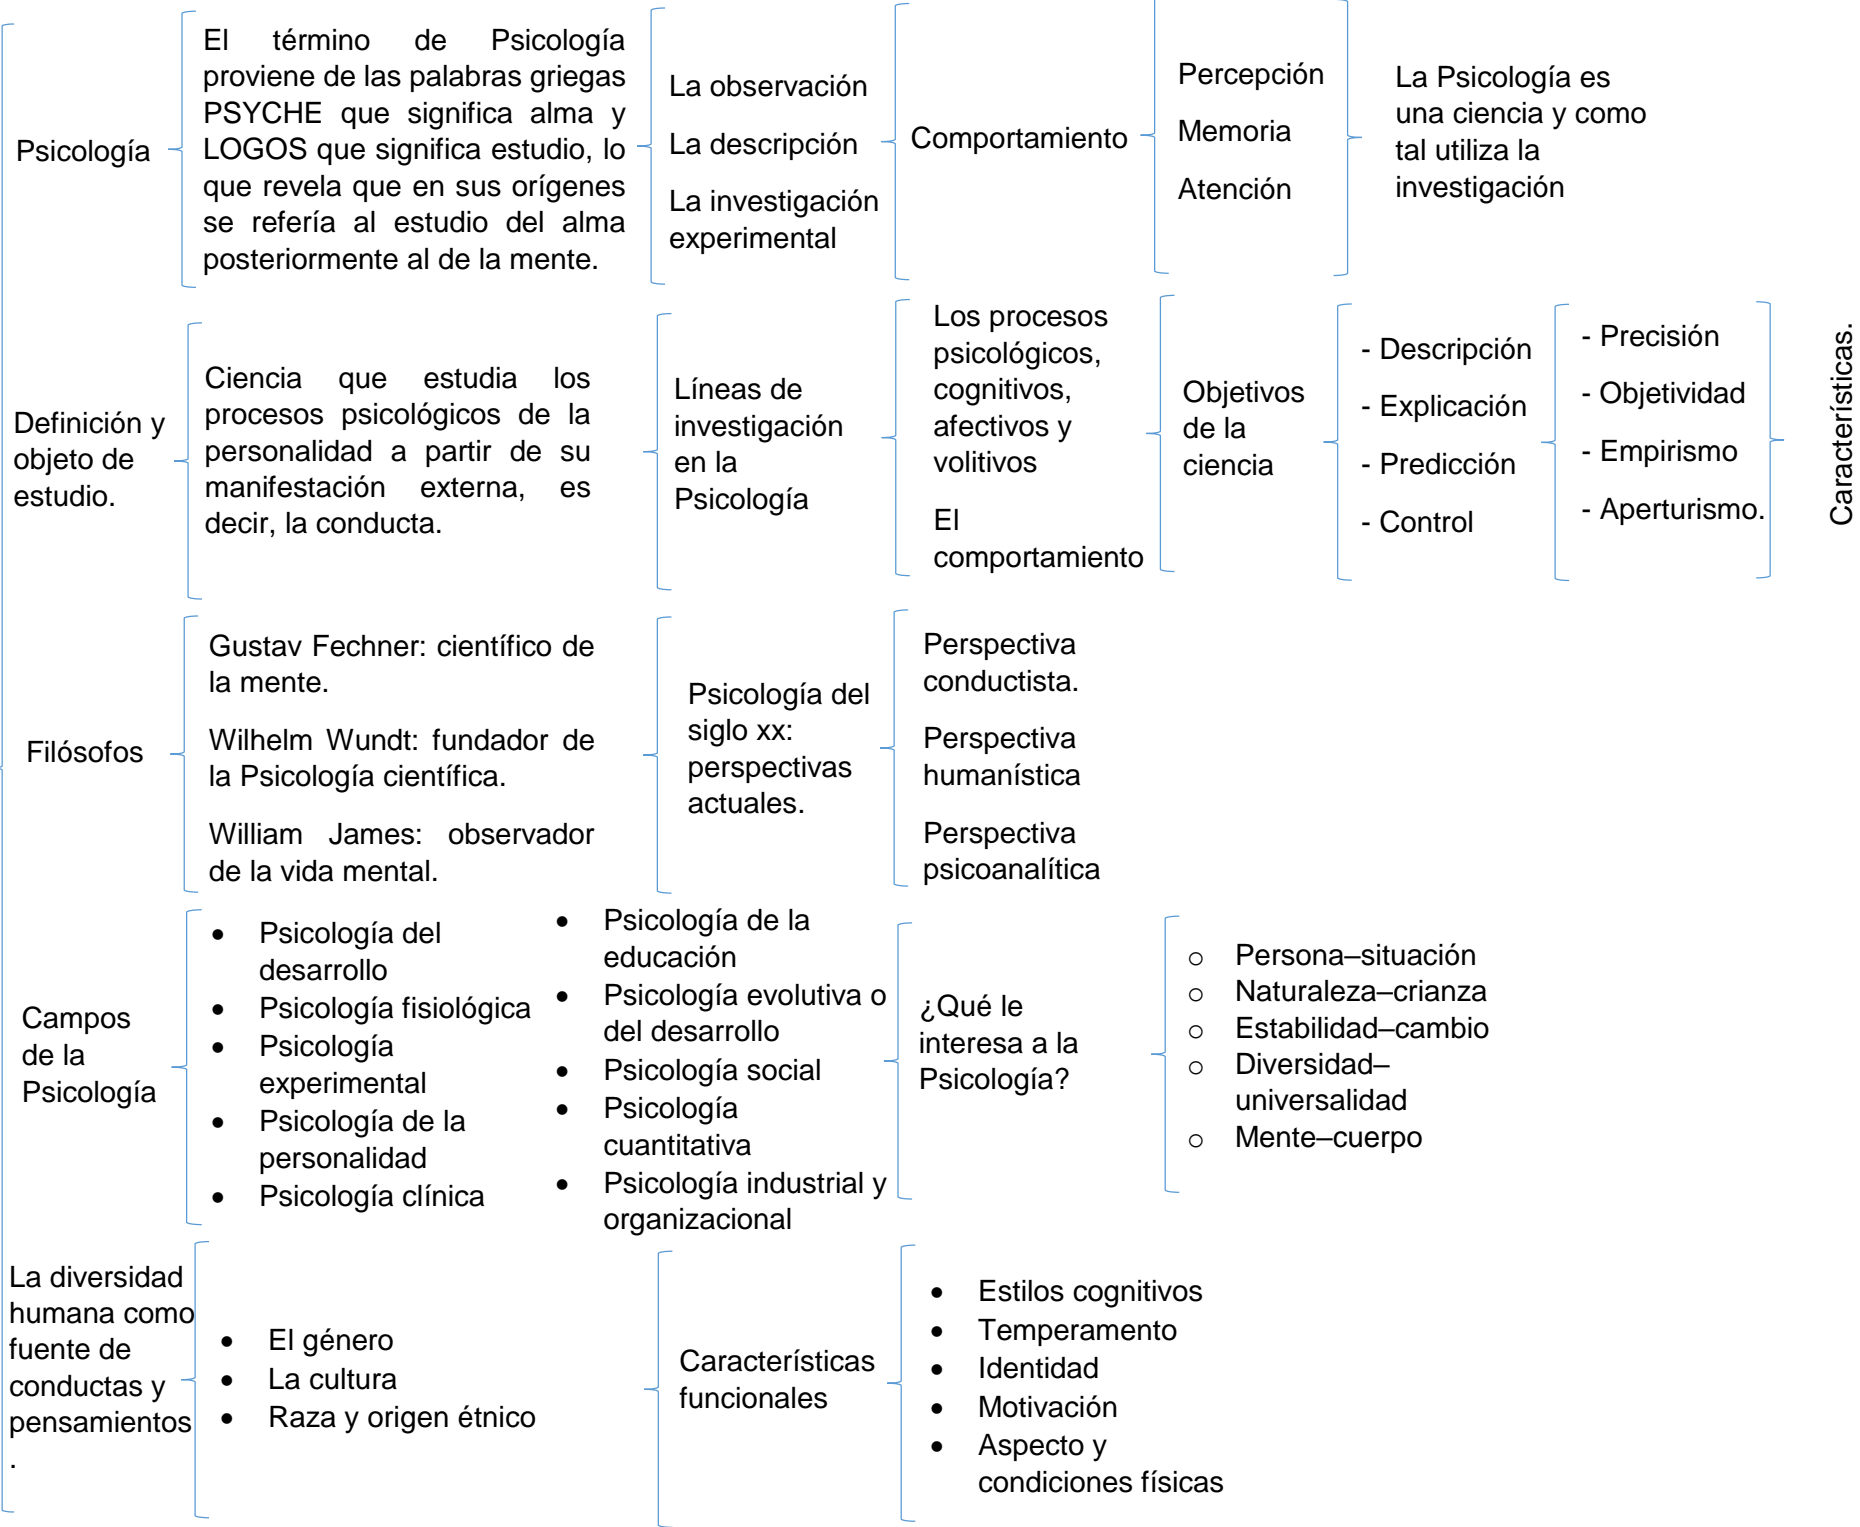 Psicología
El término de Psicología
proviene de las palabras griegas
PSYCHE que significa alma y
LOGOS que significa estudio, lo
que revela que en sus orígenes
se refería al estudio del alma
posteriormente al de la mente.
La observación
La descripción
La investigación
experimental
Comportamiento
Percepción
Memoria
Atención
La Psicología es
una ciencia y como
tal utiliza la
investigación
Definición y
objeto de
estudio.
Ciencia que estudia los
procesos psicológicos de la
personalidad a partir de su
manifestación externa, es
decir, la conducta.
Líneas de
investigación
en la
Psicología
Los procesos
psicológicos,
cognitivos,
afectivos y
volitivos
El
comportamiento
Objetivos
de la
ciencia
- Descripción
- Explicación
- Predicción
- Control
- Precisión
- Objetividad
- Empirismo
- Aperturismo.
Características.
Filósofos
Gustav Fechner: científico de
la mente.
Wilhelm Wundt: fundador de
la Psicología científica.
William James: observador
de la vida mental.
Psicología del
siglo xx:
perspectivas
actuales.
Perspectiva
conductista.
Perspectiva
humanística
Perspectiva
psicoanalítica
Campos
de la
Psicología
• Psicología del
desarrollo
• Psicología fisiológica
• Psicología
experimental
• Psicología de la
personalidad
• Psicología clínica
• Psicología de la
educación
• Psicología evolutiva o
del desarrollo
• Psicología social
• Psicología
cuantitativa
• Psicología industrial y
organizacional
¿Qué le
interesa a la
Psicología?
o Persona–situación
o Naturaleza–crianza
o Estabilidad–cambio
o Diversidad–
universalidad
o Mente–cuerpo
La diversidad
humana como
fuente de
conductas y
pensamientos
.
• El género
• La cultura
• Raza y origen étnico
Características
funcionales
• Estilos cognitivos
• Temperamento
• Identidad
• Motivación
• Aspecto y
condiciones físicas